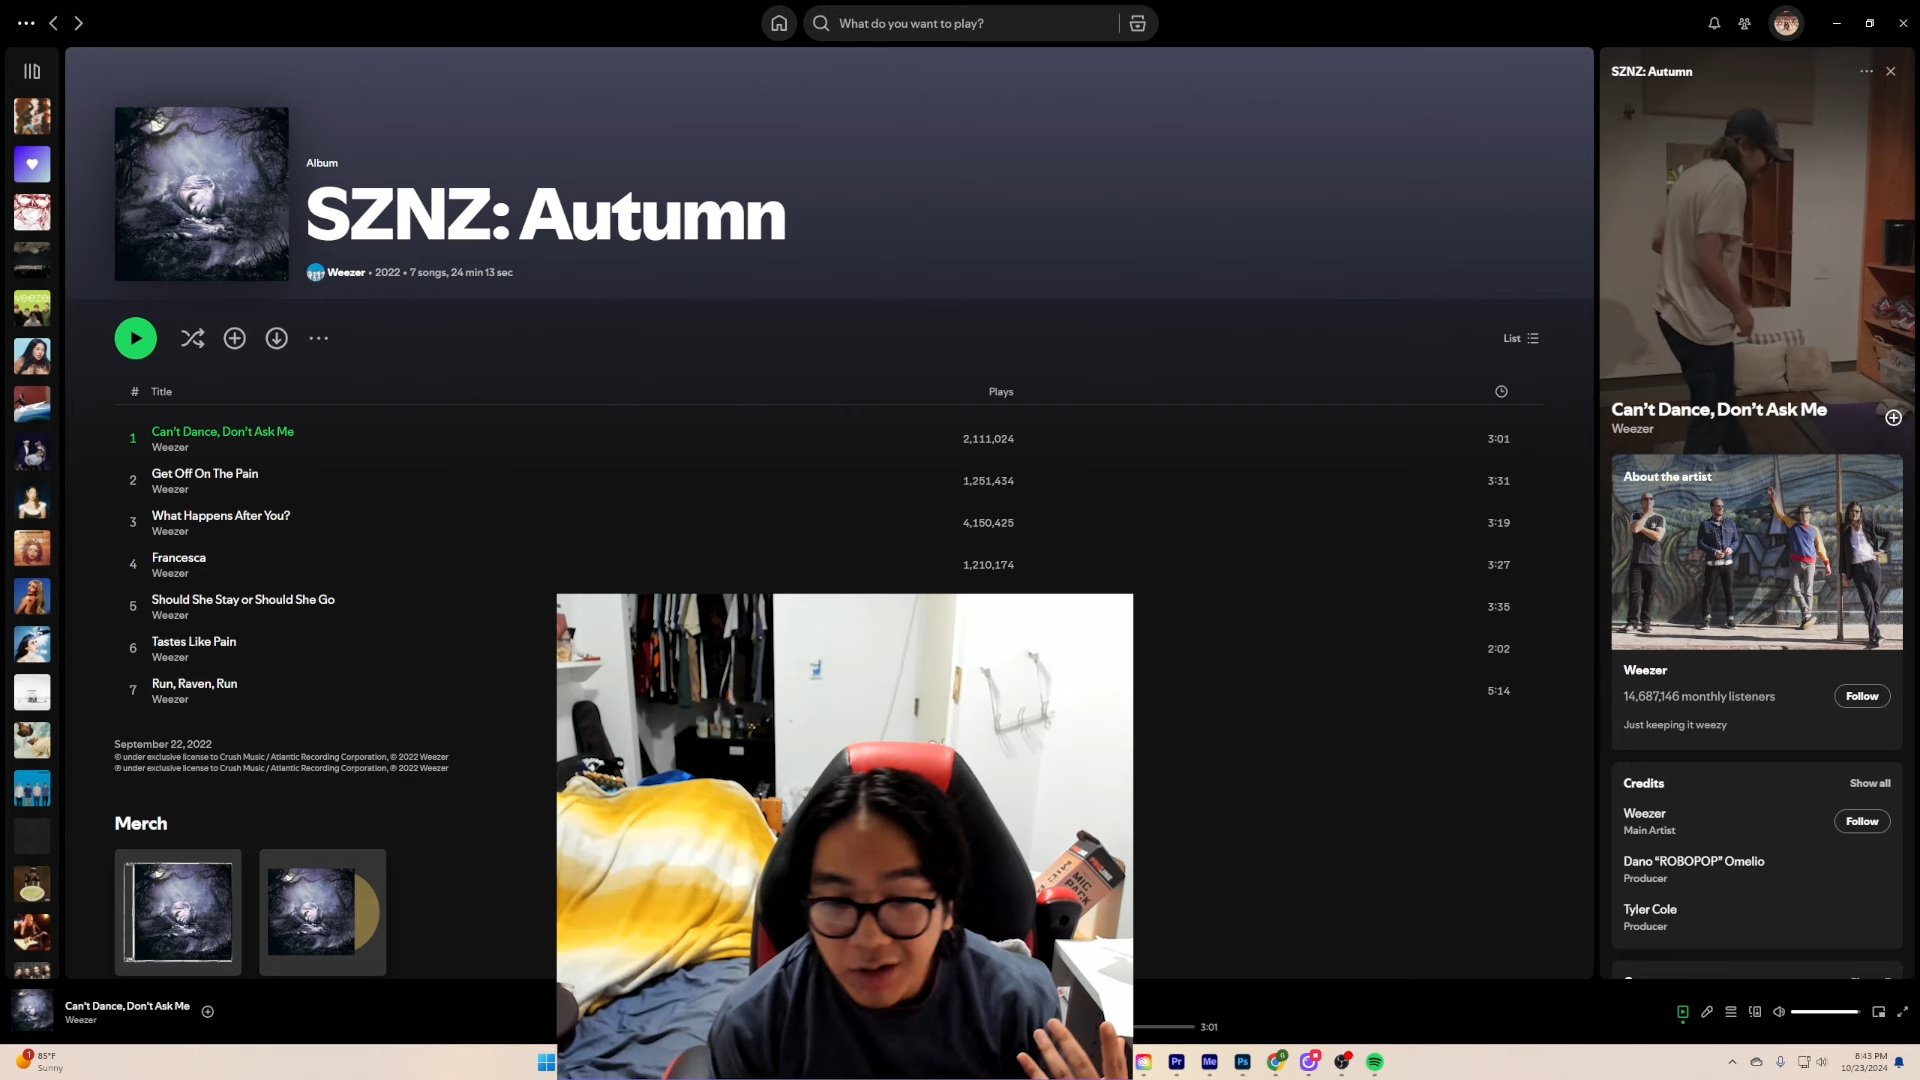 What do you want to play?
SZNZ: Autumn
Album
SZNZ: Autumn
Weezer • 2022 • 7 songs, 24 min 13 sec
List
# Title Plays
1 Can't Dance, Don't Ask Me 2,111,024 3:01
Weezer
2 Get Off On The Pain 1,251,434 3:31
Weezer
3 What Happens After You? 4,150,425 3:19
Weezer
4 Francesca 1,210,174 3:27
Weezer
5 Should She Stay or Should She Go 3:35
Weezer
6 Tastes Like Pain 2:02
Weezer
7 Run, Raven, Run 5:14
Weezer
September 22, 2022
© under exclusive license to Crush Music / Atlantic Recording Corporation, © 2022 Weezer
℗ under exclusive license to Crush Music / Atlantic Recording Corporation, ℗ 2022 Weezer
Merch
Can't Dance, Don't Ask Me
Weezer
About the artist
Weezer
14,687,146 monthly listeners
Follow
Just keeping it weezy
Credits
Show all
Weezer
Main Artist
Follow
Dano "ROBOPOP" Omelio
Producer
Tyler Cole
Producer
weezer
MIC
PACK
Can't Dance, Don't Ask Me
Weezer
3:01
1
85°F
Sunny
Pr
Me
Ps
8:43 PM
10/23/2024